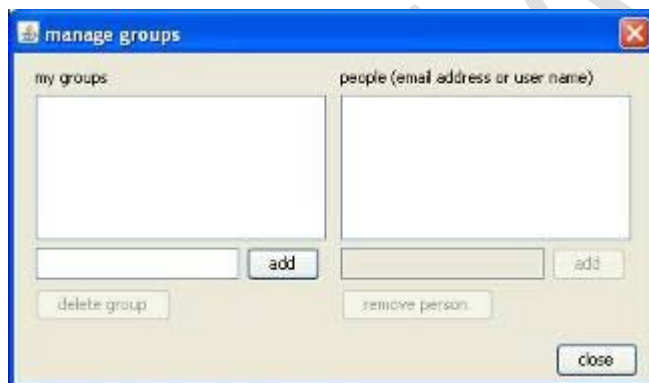 manage groups
my groups
people (email address or user name)
add
add
delete group
remove person
close